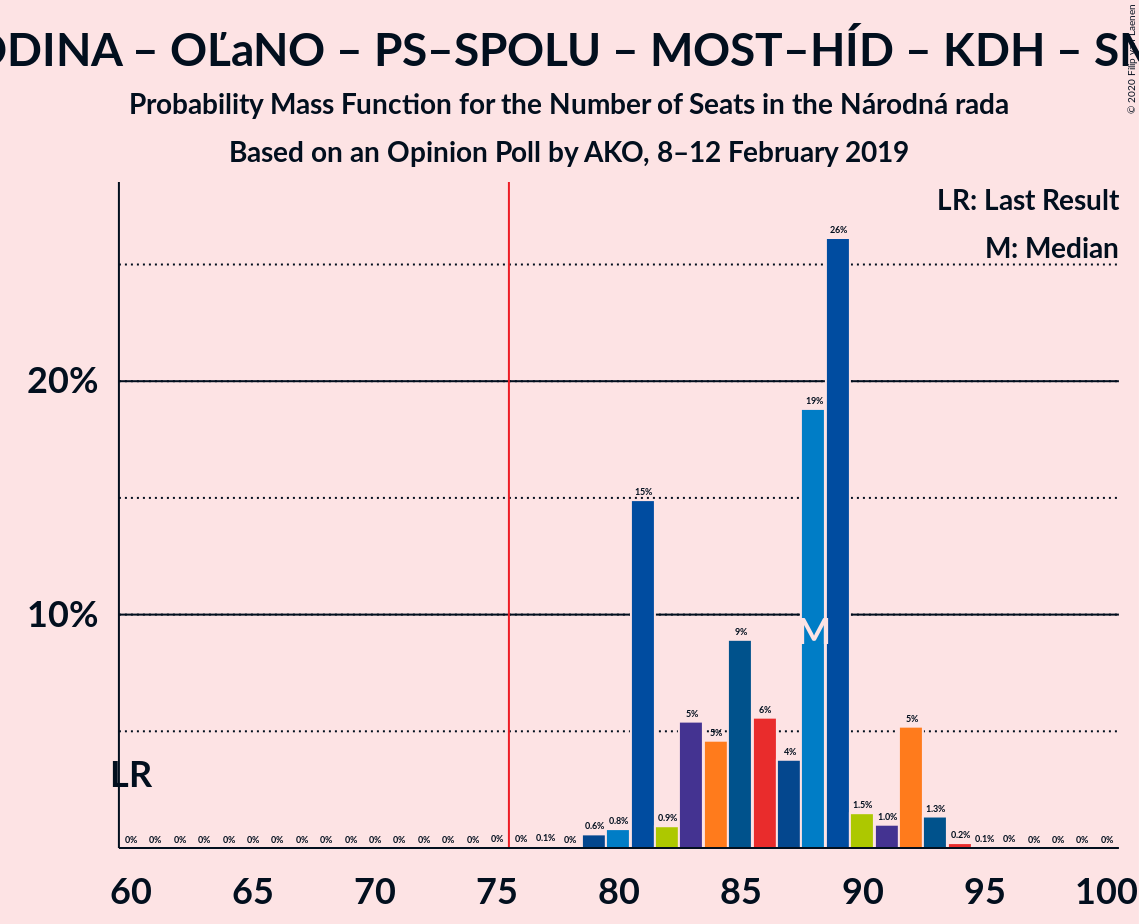 – OĽaNO – PS–SPOLU – MOST–HÍD – KDH –
Probability Mass Function for the Number of Seats in the Národná rada
Based on an Opinion Poll by AKO, 8–12 February 2019
© 2020 Filip van Laenen
LR: Last Result
M: Median
20%
10%
LR
M
0% 0% 0% 0% 0% 0% 0% 0% 0% 0% 0% 0% 0% 0% 0% 0% 0% 0.1% 0% 0.6% 0.8% 15% 0.9% 5% 5% 9% 6% 4% 19% 26% 1.5% 1.0% 5% 1.3% 0.2% 0.1% 0% 0% 0% 0% 0%
60 65 70 75 80 85 90 95 100